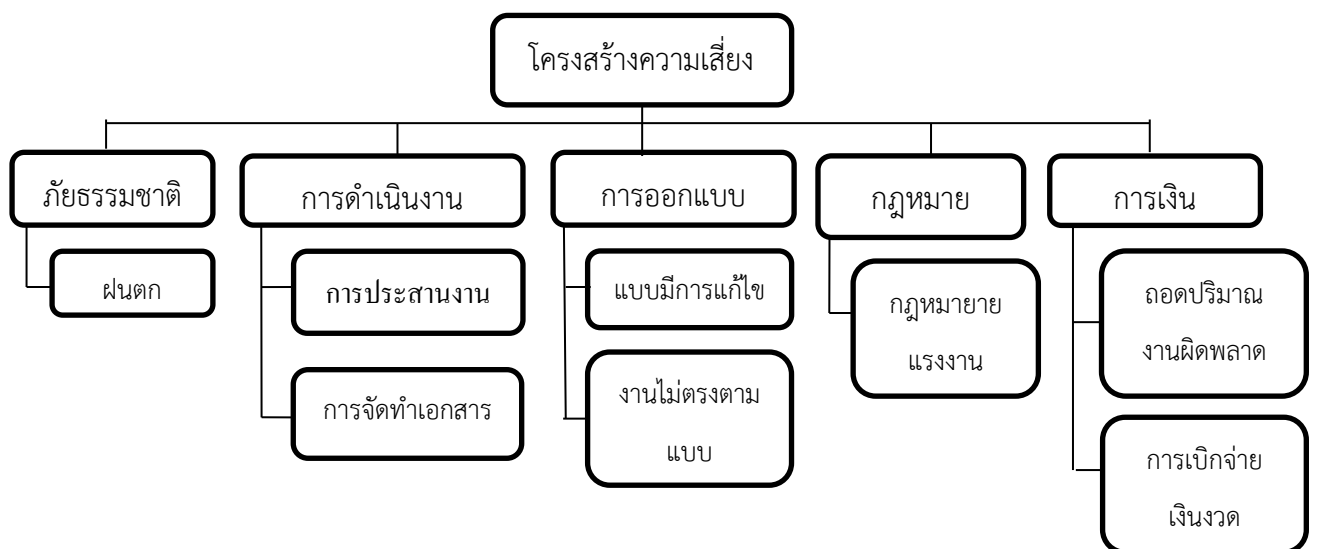 โครงสร้างความเสี่ยง
ภัยธรรมชาติ
การดำเนินงาน
การออกแบบ
กฎหมาย
การเงิน
ฝนตก
การประสานงาน
การจัดทำเอกสาร
แบบมีการแก้ไข
งานไม่ตรงตาม
แบบ
กฎหมายาย
แรงงาน
ถอดปริมาณ
งานผิดพลาด
การเบิกจ่าย
เงินงวด